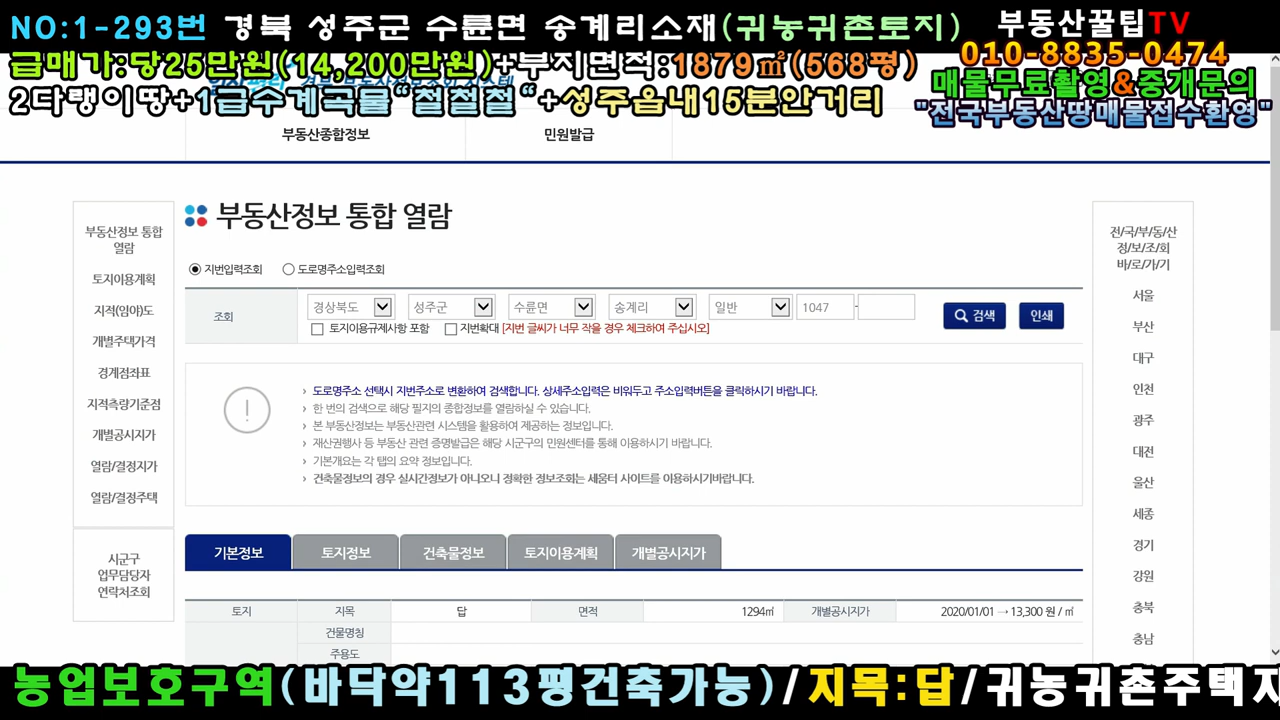 NO:1-293번 경북 성주군 수륜면 송계리소재(귀농귀촌토지)
부동산꿀팁TV
010-8835-0474
급매가:당25만원(14,200만원)+부지면적:1879㎡(568평)
매물무료촬영&중개문의
2다랭이땅+1급수계곡물“철철철“+성주읍내15분안거리
"전국부동산땅매물접수환영"
부동산종합정보 민원발급
부동산정보 통합 열람
지번입력조회 도로명주소입력조회
조회 경상북도 성주군 수륜면 송계리 일반 1047 - 검색 인쇄
토지이용규제사항 포함 지번확대 [지번 글씨가 너무 작을 경우 체크하여 주십시오]
› 도로명주소 선택시 지번주소로 변환하여 검색합니다. 상세주소입력은 비워두고 주소입력버튼을 클릭하시기 바랍니다.
› 한 번의 검색으로 해당 필지의 종합정보를 열람하실 수 있습니다.
› 본 부동산정보는 부동산관련 시스템을 활용하여 제공하는 정보입니다.
› 재산권행사 등 부동산 관련 증명발급은 해당 시군구의 민원센터를 통해 이용하시기 바랍니다.
› 기본개요는 각 탭의 요약 정보입니다.
› 건축물정보의 경우 실시간정보가 아니오니 정확한 정보조회는 세움터 사이트를 이용하시기바랍니다.
기본정보 토지정보 건축물정보 토지이용계획 개별공시지가
토지 지목 답 면적 1294㎡ 개별공시지가 2020/01/01 → 13,300 원 / ㎡
건물명칭
주용도
부동산정보 통합
열람
토지이용계획
지적(임야)도
개별주택가격
경계점좌표
지적측량기준점
개별공시지가
열람/결정지가
열람/결정주택
시군구
업무담당자
연락처조회
전/국/부/동/산
정/보/조/회
바/로/가/기
서울
부산
대구
인천
광주
대전
울산
세종
경기
강원
충북
충남
농업보호구역(바닥약113평건축가능)/지목:답/귀농귀촌주택지